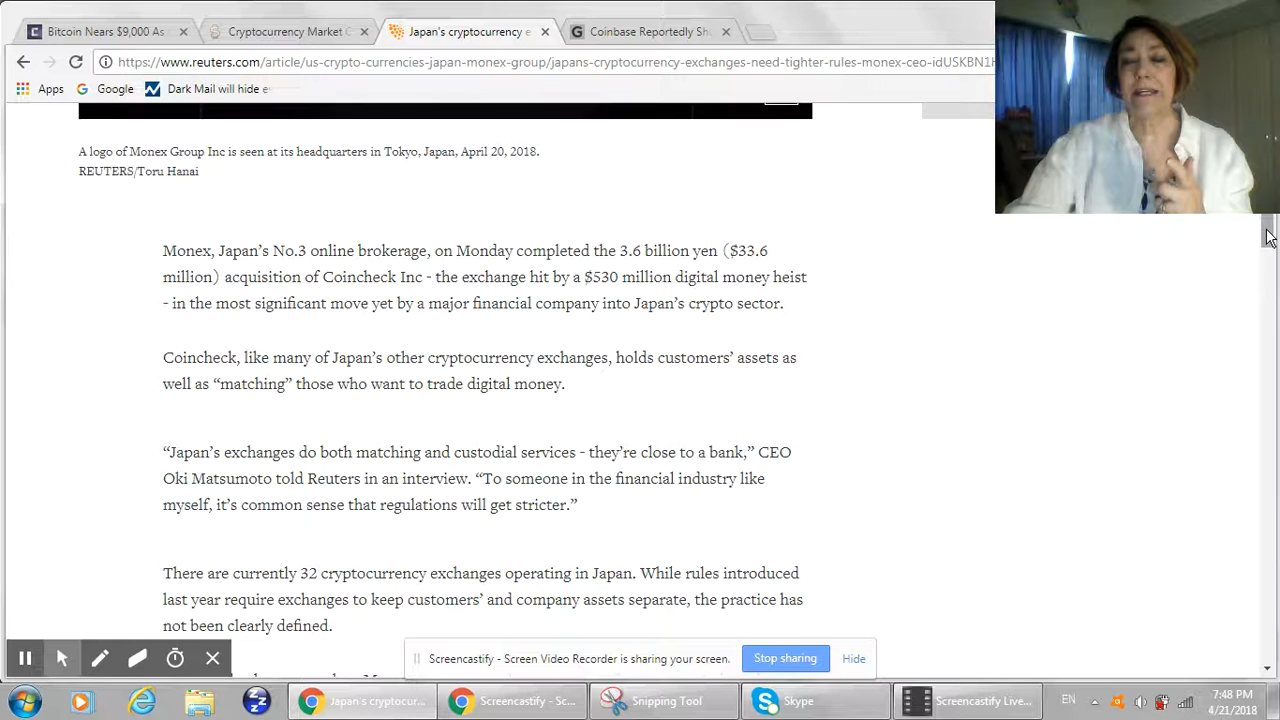 Bitcoin Nears $9,000 As
Cryptocurrency Market C
Japan's cryptocurrency e
Coinbase Reportedly Sh
https://www.reuters.com/article/us-crypto-currencies-japan-monex-group/japans-cryptocurrency-exchanges-need-tighter-rules-monex-ceo-idUSKBN1H
Apps
Google
Dark Mail will hide e
A logo of Monex Group Inc is seen at its headquarters in Tokyo, Japan, April 20, 2018.
REUTERS/Toru Hanai
Monex, Japan’s No.3 online brokerage, on Monday completed the 3.6 billion yen ($33.6
million) acquisition of Coincheck Inc - the exchange hit by a $530 million digital money heist
- in the most significant move yet by a major financial company into Japan’s crypto sector.
Coincheck, like many of Japan’s other cryptocurrency exchanges, holds customers’ assets as
well as “matching” those who want to trade digital money.
“Japan’s exchanges do both matching and custodial services - they’re close to a bank,” CEO
Oki Matsumoto told Reuters in an interview. “To someone in the financial industry like
myself, it’s common sense that regulations will get stricter.”
There are currently 32 cryptocurrency exchanges operating in Japan. While rules introduced
last year require exchanges to keep customers’ and company assets separate, the practice has
not been clearly defined.
Screencastify - Screen Video Recorder is sharing your screen.
Stop sharing
Hide
Japan's cryptocur...
Screencastify - Sc...
Snipping Tool
Skype
Screencastify Live...
EN
7:48 PM
4/21/2018